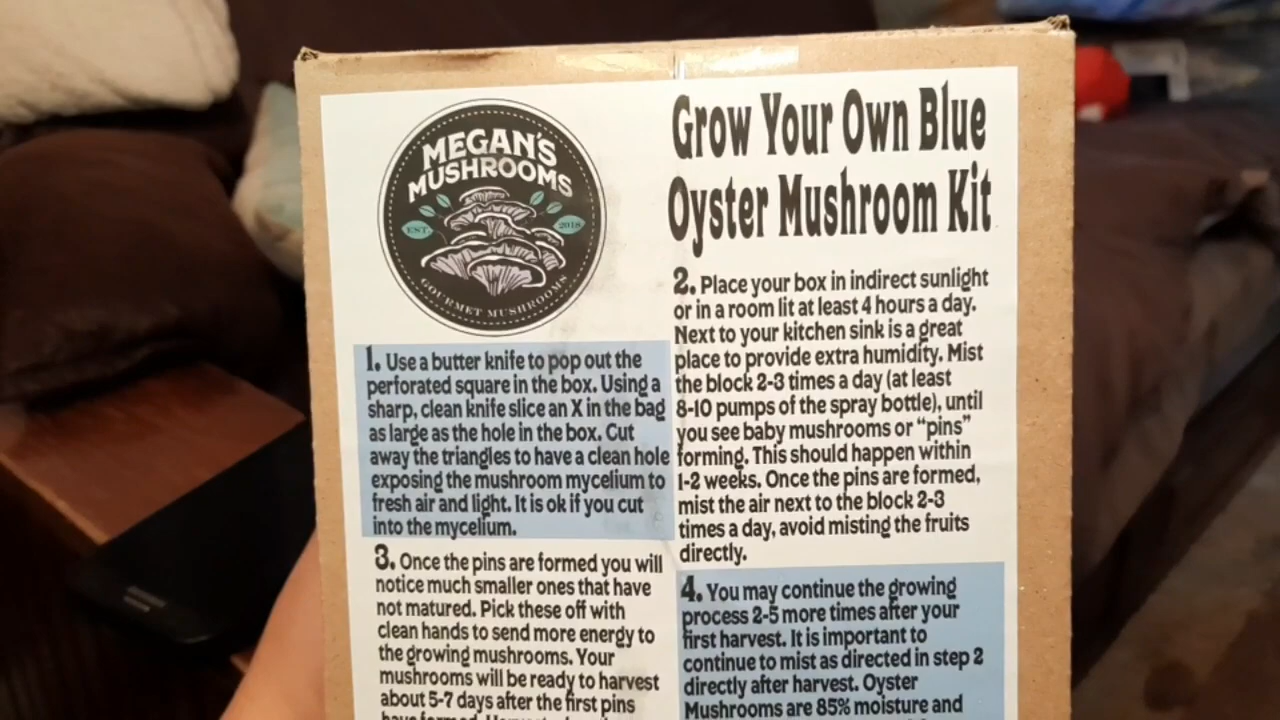 MEGAN'S
MUSHROOMS
EST. 2018
GOURMET MUSHROOMS
Grow Your Own Blue
Oyster Mushroom Kit
1. Use a butter knife to pop out the
perforated square in the box. Using a
sharp, clean knife slice an X in the bag
as large as the hole in the box. Cut
away the triangles to have a clean hole
exposing the mushroom mycelium to
fresh air and light. It is ok if you cut
into the mycelium.
2. Place your box in indirect sunlight
or in a room lit at least 4 hours a day.
Next to your kitchen sink is a great
place to provide extra humidity. Mist
the block 2-3 times a day (at least
8-10 pumps of the spray bottle), until
you see baby mushrooms or “pins”
forming. This should happen within
1-2 weeks. Once the pins are formed,
mist the air next to the block 2-3
times a day, avoid misting the fruits
directly.
3. Once the pins are formed you will
notice much smaller ones that have
not matured. Pick these off with
clean hands to send more energy to
the growing mushrooms. Your
mushrooms will be ready to harvest
about 5-7 days after the first pins
have formed.
4. You may continue the growing
process 2-5 more times after your
first harvest. It is important to
continue to mist as directed in step 2
directly after harvest. Oyster
Mushrooms are 85% moisture and